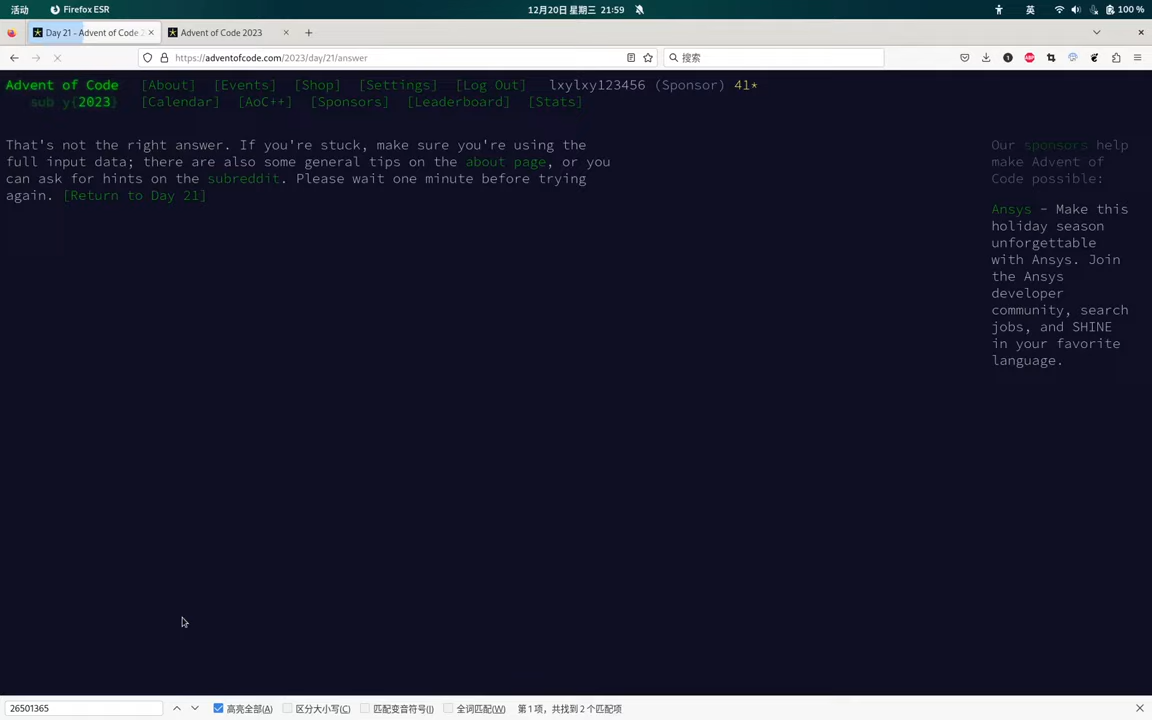 活动 Firefox ESR 12月20日 星期三 21:59 英 100 %
Day 21 - Advent of Code 2 Advent of Code 2023
https://adventofcode.com/2023/day/21/answer 搜索
Advent of Code [About] [Events] [Shop] [Settings] [Log Out] lxylxy123456 (Sponsor) 41*
sub y{2023} [Calendar] [AoC++] [Sponsors] [Leaderboard] [Stats]
That's not the right answer. If you're stuck, make sure you're using the
full input data; there are also some general tips on the about page, or you
can ask for hints on the subreddit. Please wait one minute before trying
again. [Return to Day 21]
Our sponsors help
make Advent of
Code possible:
Ansys - Make this
holiday season
unforgettable
with Ansys. Join
the Ansys
developer
community, search
jobs, and SHINE
in your favorite
language.
26501365 高亮全部(A) 区分大小写(C) 匹配变音符号(I) 全词匹配(W) 第 1 项，共找到 2 个匹配项